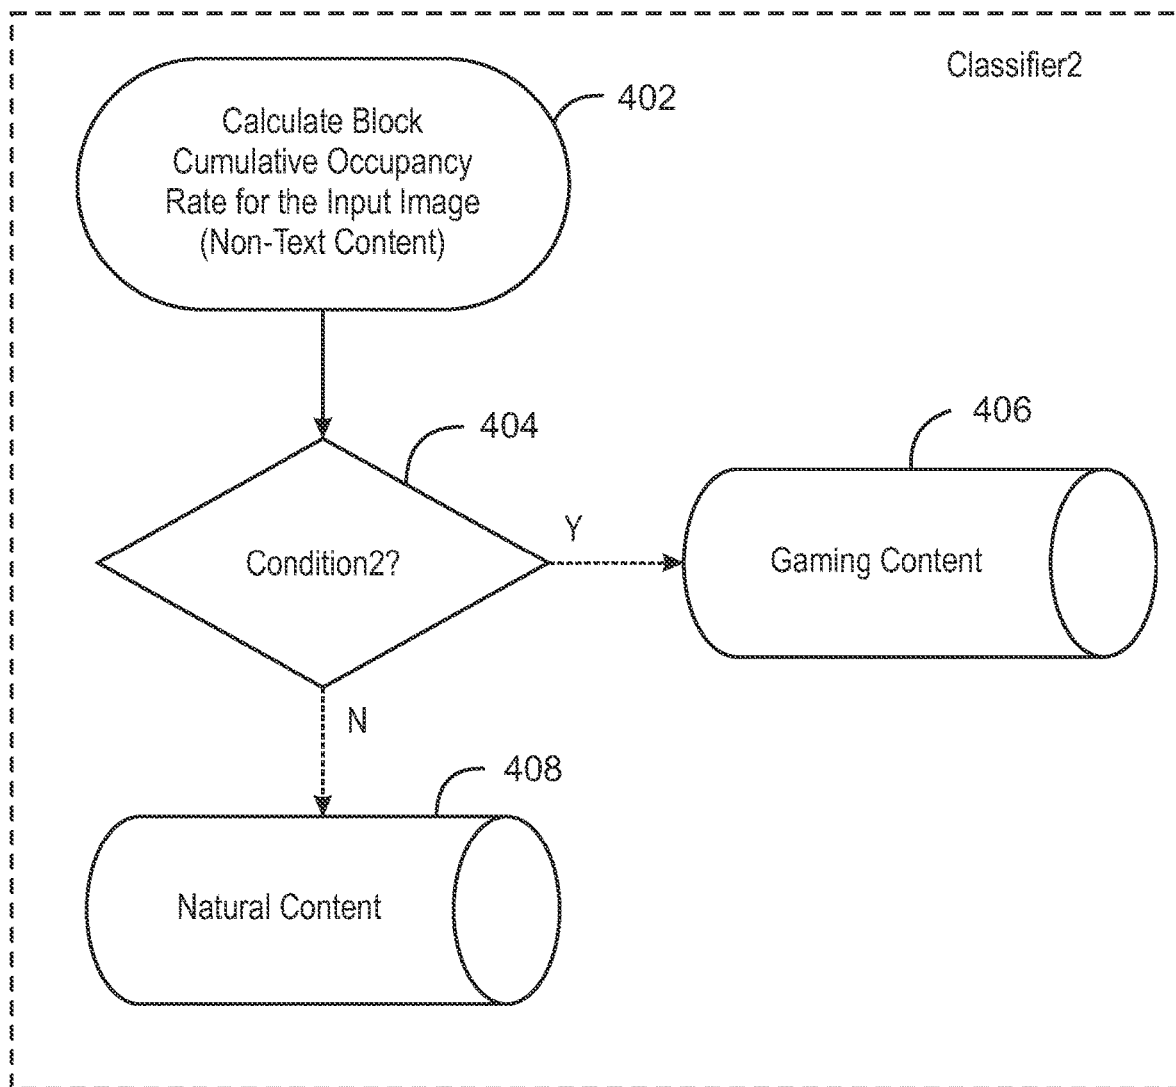 Classifier2
Calculate Block
Cumulative Occupancy
Rate for the Input Image
(Non-Text Content)
402
404
Condition2?
Y
406
Gaming Content
N
408
Natural Content